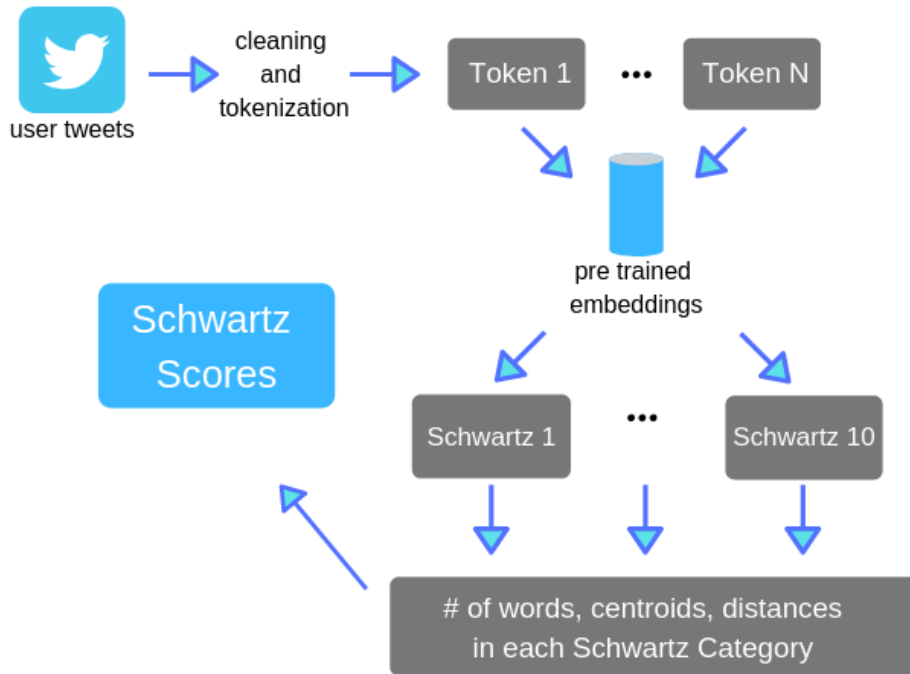 user tweets
cleaning
and
tokenization
Token 1
•••
Token N
pre trained
embeddings
Schwartz 1
•••
Schwartz 10
# of words, centroids, distances
in each Schwartz Category
Schwartz
Scores